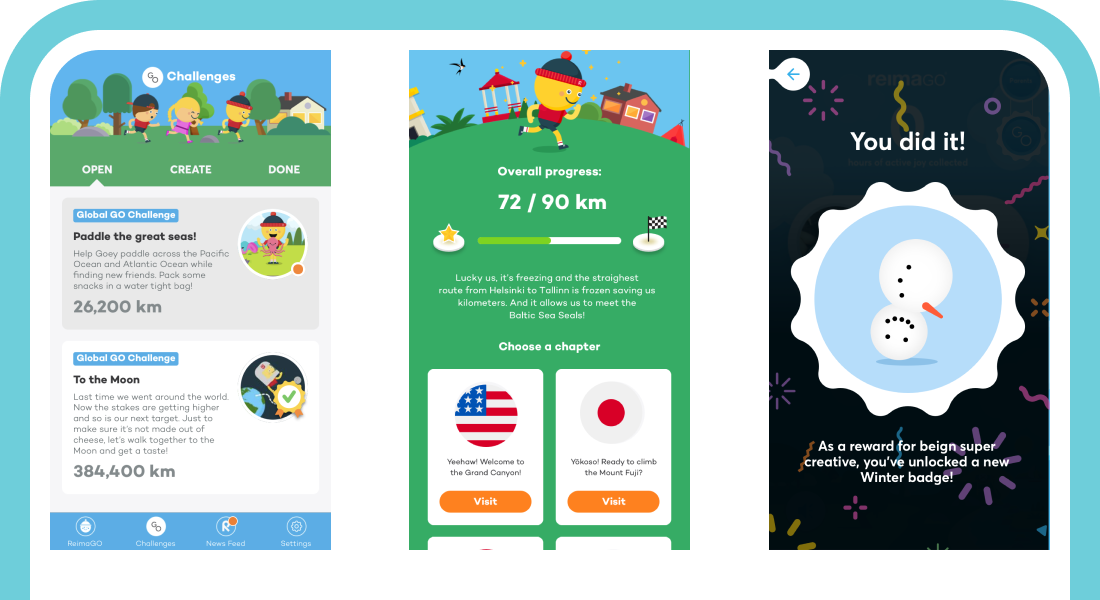 Challenges
OPEN
CREATE
DONE
Global GO Challenge
Paddle the great seas!
Help Goey paddle across the Pacific
Ocean and Atlantic Ocean while
finding new friends. Pack some
snacks in a water tight bag!
26,200 km
Global GO Challenge
To the Moon
Last time we went around the world.
Now the stakes are getting higher
and so is our next target. Just to
make sure it's not made out of
cheese, let's walk together to the
Moon and get a taste!
384,400 km
ReimaGO
Challenges
News Feed
Settings
Overall progress:
72 / 90 km
Lucky us, it's freezing and the straighest
route from Helsinki to Tallinn is frozen saving us
kilometers. And it allows us to meet the
Baltic Sea Seals!
Choose a chapter
Yeehaw! Welcome to
the Grand Canyon!
Visit
Yōkoso! Ready to climb
the Mount Fuji?
Visit
reimaGO
You did it!
As a reward for beign super
creative, you've unlocked a new
Winter badge!